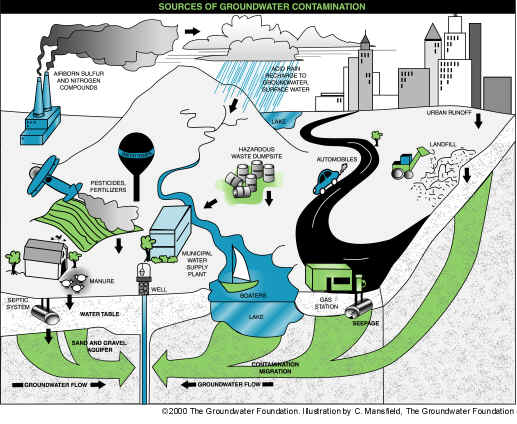 SOURCES OF GROUNDWATER CONTAMINATION
AIRBORN SULFUR
AND NITROGEN
COMPOUNDS
ACID RAIN
RECHARGE TO
GROUNDWATER,
SURFACE WATER
LAKE
URBAN RUNOFF
HAZARDOUS
WASTE DUMPSITE
AUTOMOBILES
LANDFILL
PESTICIDES,
FERTILIZERS
MUNICIPAL
WATER
SUPPLY
PLANT
MANURE
WELL
SEPTIC
SYSTEM
BOATERS
GAS
STATION
WATER TABLE
LAKE
SEEPAGE
SAND AND GRAVEL
AQUIFER
CONTAMINATION
MIGRATION
GROUNDWATER FLOW
GROUNDWATER FLOW
©2000 The Groundwater Foundation. Illustration by C. Mansfield, The Groundwater Foundation